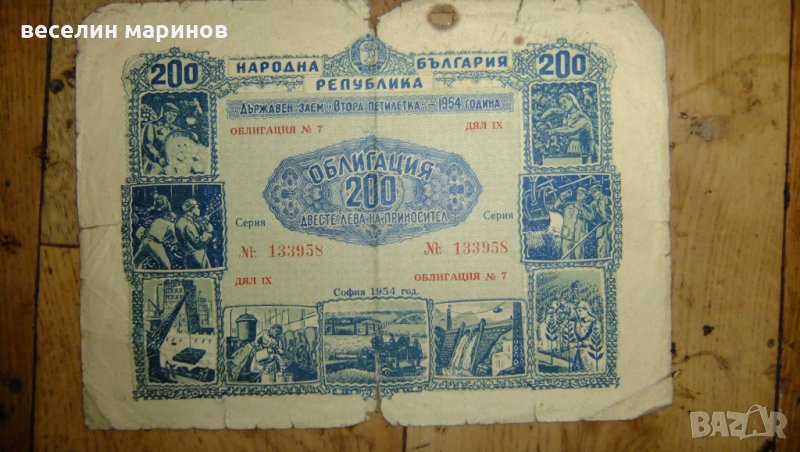 веселин маринов
200 НАРОДНА БЪЛГАРИЯ 200
РЕПУБЛИКА
ДЪРЖАВЕН ЗАЕМ "ВТОРА ПЕТИЛЕТКА" – 1954 ГОДИНА
ОБЛИГАЦИЯ № 7 ДЯЛ IX
ОБЛИГАЦИЯ
200
ДВЕСТЕ ЛЕВА НА ПРИНОСИТЕЛ
Серия Серия
№: 133958 №: 133958
ДЯЛ IX ОБЛИГАЦИЯ № 7
София 1954 год.
BAZAR